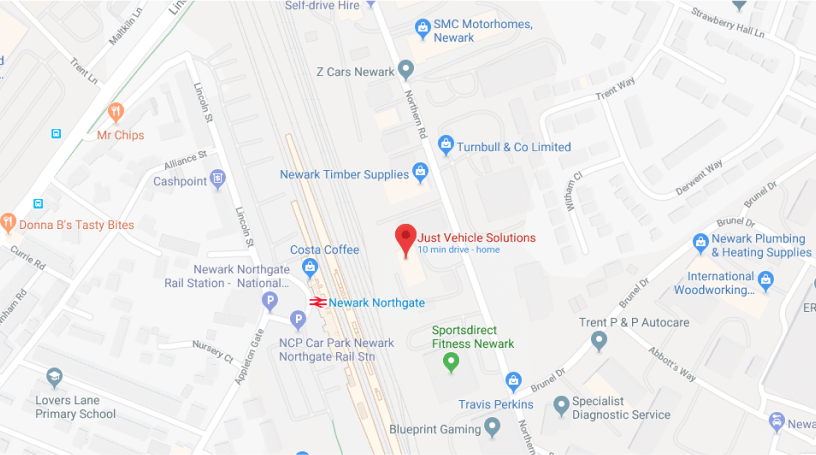 Self-drive Hire
Lincoln
Maltkiln Ln
SMC Motorhomes,
Newark
Strawberry Hall Ln
Z Cars Newark
Trent Ln
Lincoln St
Northern Rd
Trent Way
Mr Chips
Turnbull & Co Limited
Alliance St
Cashpoint
Newark Timber Supplies
Derwent Way
Witham Cl
Brunel Dr
Donna B's Tasty Bites
Lincoln St
Just Vehicle Solutions
10 min drive - home
Brunel Dr
Newark Plumbing
& Heating Supplies
Currie Rd
Costa Coffee
Newark Northgate
Rail Station - National...
International
Woodworking...
Brunel Dr
nham Rd
P
Newark Northgate
P
ER
Appleton Gate
NCP Car Park Newark
Northgate Rail Stn
Nursery Ct
Sportsdirect
Fitness Newark
Trent P & P Autocare
Abbott's Way
Brunel Dr
Lovers Lane
Primary School
Travis Perkins
Specialist
Diagnostic Service
Blueprint Gaming
Northern
Newa